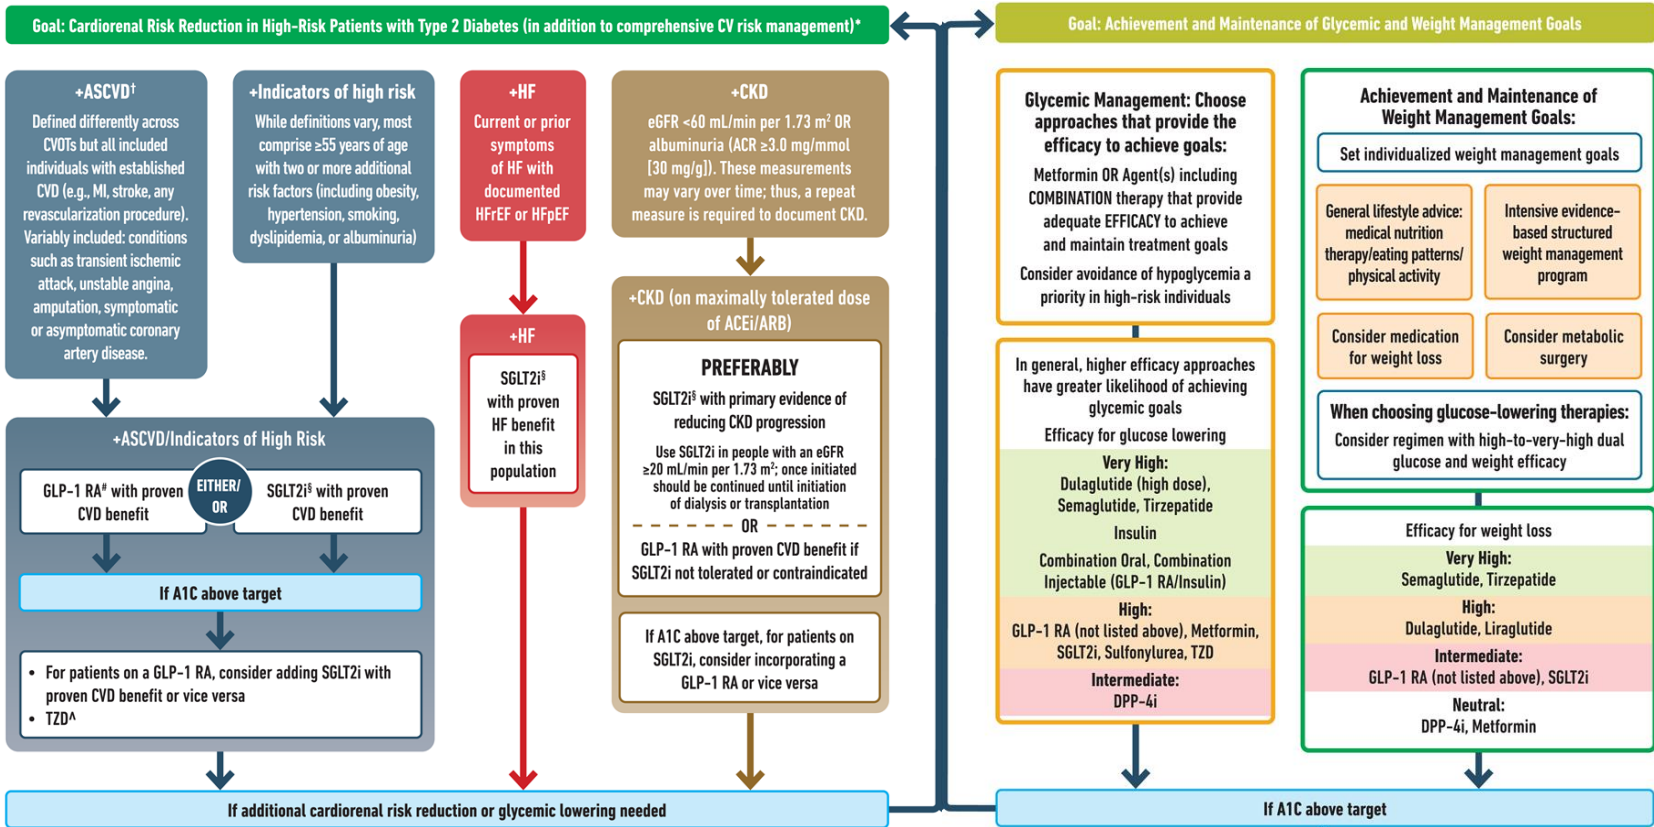 Goal: Cardiorenal Risk Reduction in High-Risk Patients with Type 2 Diabetes (in addition to comprehensive CV risk management)*
+ASCVD†
Defined differently across
CVOTs but all included
individuals with established
CVD (e.g., MI, stroke, any
revascularization procedure).
Variably included: conditions
such as transient ischemic
attack, unstable angina,
amputation, symptomatic
or asymptomatic coronary
artery disease.
+Indicators of high risk
While definitions vary, most
comprise ≥55 years of age
with two or more additional
risk factors (including obesity,
hypertension, smoking,
dyslipidemia, or albuminuria)
+ASCVD/Indicators of High Risk
GLP-1 RA# with proven
CVD benefit
EITHER/
OR
SGLT2i§ with proven
CVD benefit
If A1C above target
• For patients on a GLP-1 RA, consider adding SGLT2i with
proven CVD benefit or vice versa
• TZD^
+HF
Current or prior
symptoms
of HF with
documented
HFrEF or HFpEF
+HF
SGLT2i§
with proven
HF benefit
in this
population
+CKD
eGFR <60 mL/min per 1.73 m² OR
albuminuria (ACR ≥3.0 mg/mmol
[30 mg/g]). These measurements
may vary over time; thus, a repeat
measure is required to document CKD.
+CKD (on maximally tolerated dose
of ACEi/ARB)
PREFERABLY
SGLT2i§ with primary evidence of
reducing CKD progression
Use SGLT2i in people with an eGFR
≥20 mL/min per 1.73 m²; once initiated
should be continued until initiation
of dialysis or transplantation
OR
GLP-1 RA with proven CVD benefit if
SGLT2i not tolerated or contraindicated
If A1C above target, for patients on
SGLT2i, consider incorporating a
GLP-1 RA or vice versa
If additional cardiorenal risk reduction or glycemic lowering needed
Goal: Achievement and Maintenance of Glycemic and Weight Management Goals
Glycemic Management: Choose
approaches that provide the
efficacy to achieve goals:
Metformin OR Agent(s) including
COMBINATION therapy that provide
adequate EFFICACY to achieve
and maintain treatment goals
Consider avoidance of hypoglycemia a
priority in high-risk individuals
In general, higher efficacy approaches
have greater likelihood of achieving
glycemic goals
Efficacy for glucose lowering
Very High:
Dulaglutide (high dose),
Semaglutide, Tirzepatide
Insulin
Combination Oral, Combination
Injectable (GLP-1 RA/Insulin)
High:
GLP-1 RA (not listed above), Metformin,
SGLT2i, Sulfonylurea, TZD
Intermediate:
DPP-4i
Achievement and Maintenance of
Weight Management Goals:
Set individualized weight management goals
General lifestyle advice:
medical nutrition
therapy/eating patterns/
physical activity
Intensive evidence-
based structured
weight management
program
Consider medication
for weight loss
Consider metabolic
surgery
When choosing glucose-lowering therapies:
Consider regimen with high-to-very-high dual
glucose and weight efficacy
Efficacy for weight loss
Very High:
Semaglutide, Tirzepatide
High:
Dulaglutide, Liraglutide
Intermediate:
GLP-1 RA (not listed above), SGLT2i
Neutral:
DPP-4i, Metformin
If A1C above target